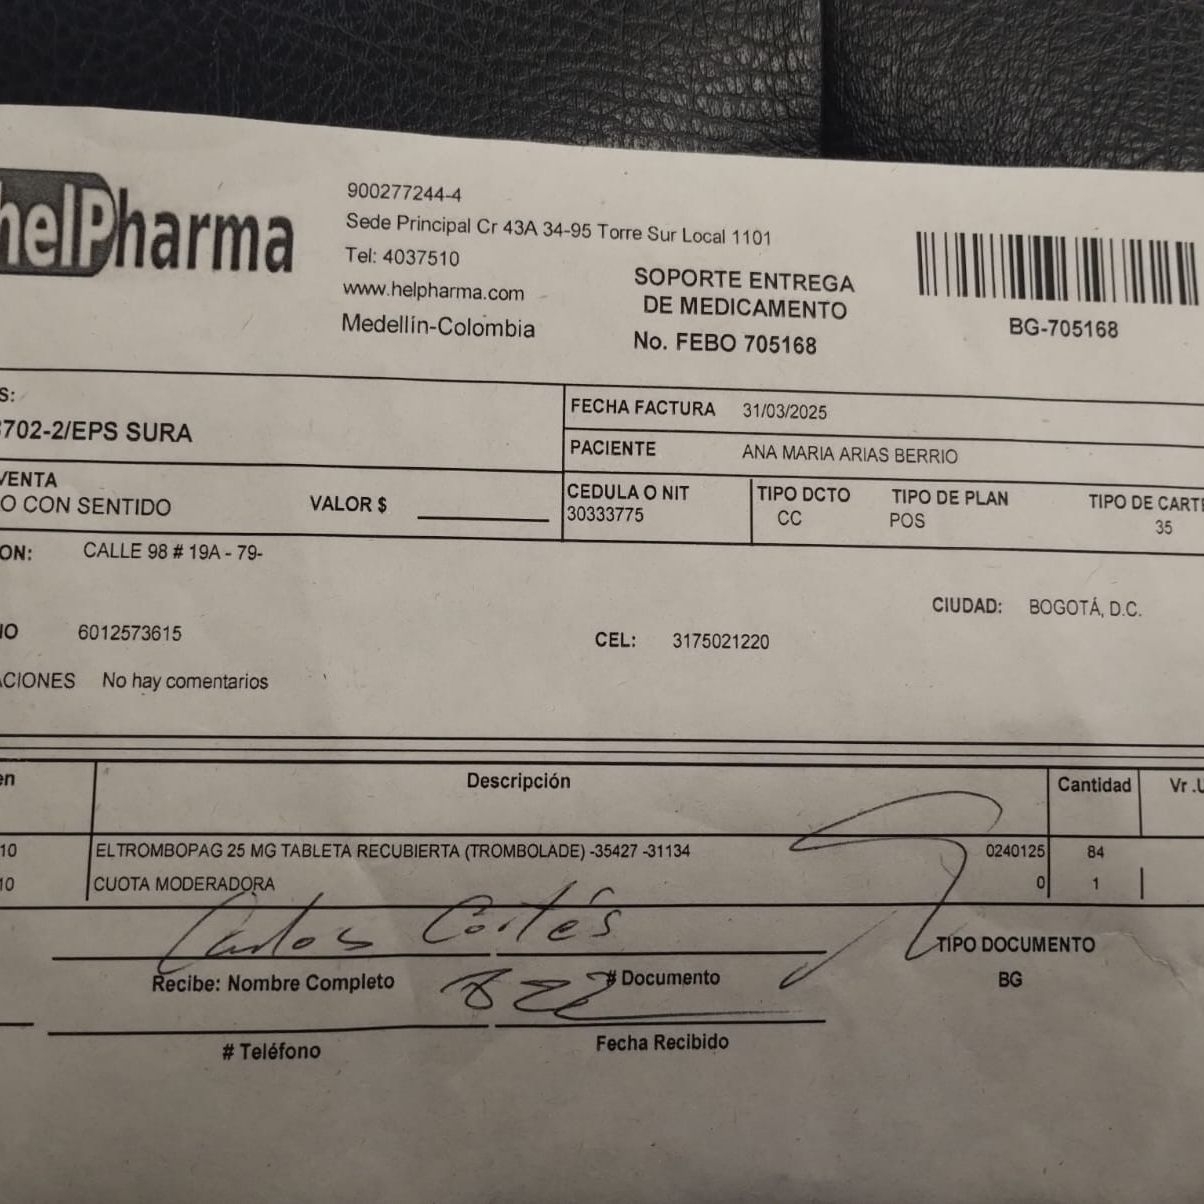 helPharma
900277244-4
Sede Principal Cr 43A 34-95 Torre Sur Local 1101
Tel: 4037510
www.helpharma.com
Medellín-Colombia
SOPORTE ENTREGA
DE MEDICAMENTO
No. FEBO 705168
BG-705168
S:
702-2/EPS SURA
FECHA FACTURA 31/03/2025
PACIENTE ANA MARIA ARIAS BERRIO
VENTA
O CON SENTIDO VALOR $
CEDULA O NIT TIPO DCTO TIPO DE PLAN TIPO DE CARTE
30333775 CC POS 35
ON: CALLE 98 # 19A - 79-
CIUDAD: BOGOTÁ, D.C.
IO 6012573615 CEL: 3175021220
ACIONES No hay comentarios
en Descripción Cantidad Vr .U
10 ELTROMBOPAG 25 MG TABLETA RECUBIERTA (TROMBOLADE) -35427 -31134 0240125 84
10 CUOTA MODERADORA 0 1
Carlos Cortés
TIPO DOCUMENTO
Recibe: Nombre Completo # Documento BG
# Teléfono Fecha Recibido